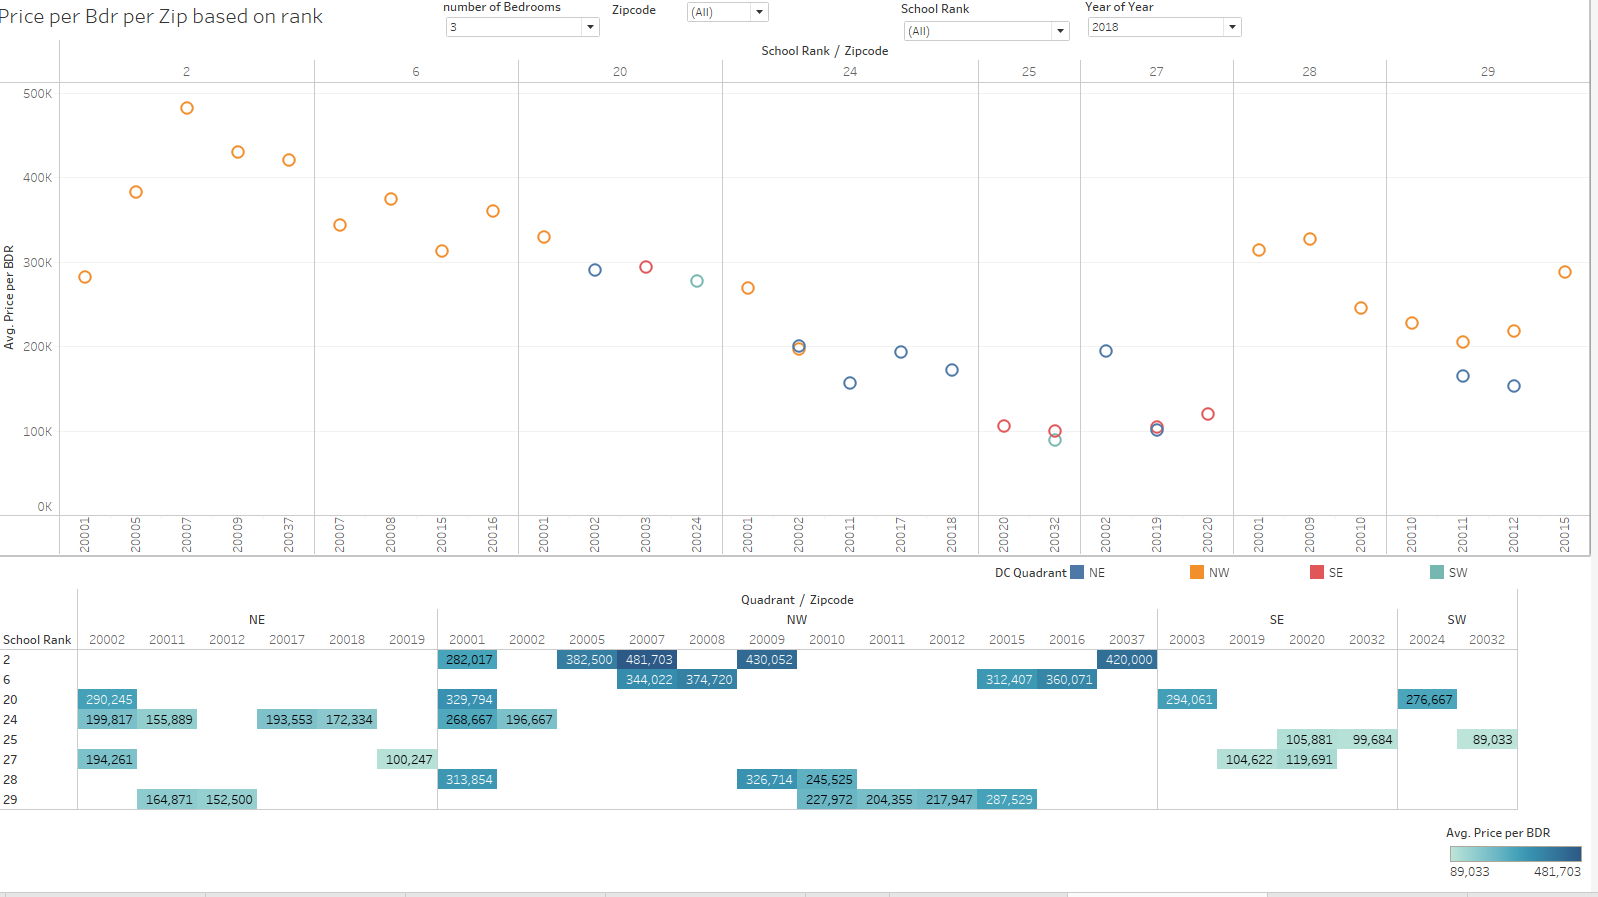 Price per Bdr per Zip based on rank
number of Bedrooms
3
Zipcode
(All)
School Rank
(All)
Year of Year
2018
School Rank / Zipcode
2 6 20 24 25 27 28 29
Avg. Price per BDR
500K
400K
300K
200K
100K
0K
20001 20005 20007 20009 20037 20007 20008 20015 20016 20001 20002 20003 20024 20001 20002 20011 20017 20018 20020 20032 20002 20019 20020 20001 20009 20010 20010 20011 20012 20015
DC Quadrant NE NW SE SW
Quadrant / Zipcode
NE NW SE SW
School Rank 20002 20011 20012 20017 20018 20019 20001 20002 20005 20007 20008 20009 20010 20011 20012 20015 20016 20037 20003 20019 20020 20032 20024 20032
2 282,017 382,500 481,703 430,052 420,000
6 344,022 374,720 312,407 360,071
20 290,245 329,794 294,061 276,667
24 199,817 155,889 193,553 172,334 268,667 196,667
25 105,881 99,684 89,033
27 194,261 100,247 104,622 119,691
28 313,854 326,714 245,525
29 164,871 152,500 227,972 204,355 217,947 287,529
Avg. Price per BDR
89,033 481,703